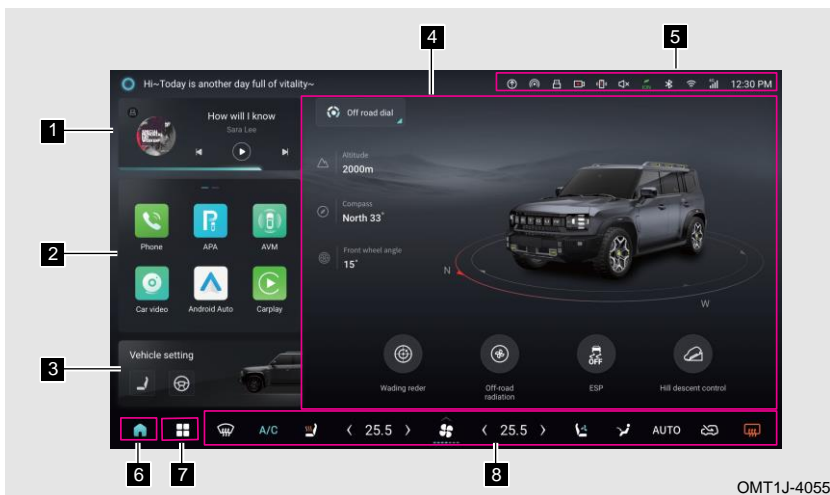 4
5
Hi~Today is another day full of vitality~
12:30 PM
1
How will I know
Sara Lee
Off road dial
Altitude
2000m
Compass
North 33°
Front wheel angle
15°
N
W
2
Phone
APA
AVM
Car video
Android Auto
Carplay
3
Vehicle setting
Wading reder
Off-road
radiation
OFF
ESP
Hill descent control
A/C
25.5
25.5
AUTO
6
7
8
OMT1J-4055